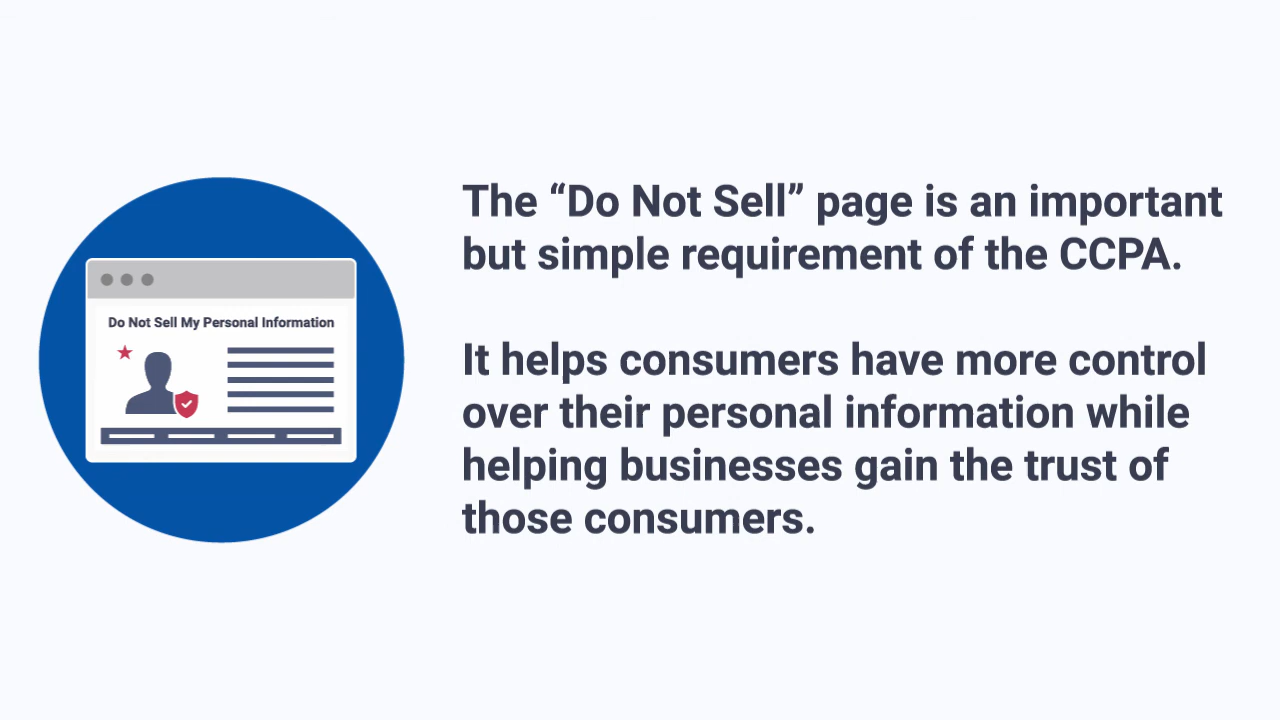 Do Not Sell My Personal Information
The “Do Not Sell” page is an important
but simple requirement of the CCPA.
It helps consumers have more control
over their personal information while
helping businesses gain the trust of
those consumers.